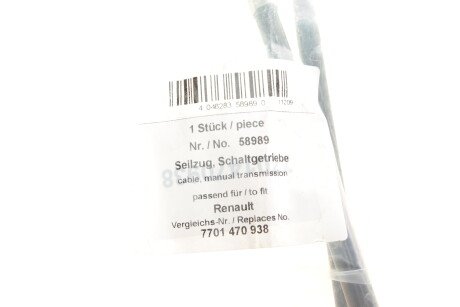 4 046283 58969 0
1 Stück / piece
Nr. / No. 58989
Seilzug, Schaltgetriebe
cable, manual transmission
passend für / to fit
Renault
Vergleichs-Nr. / Replaces No.
7701 470 938